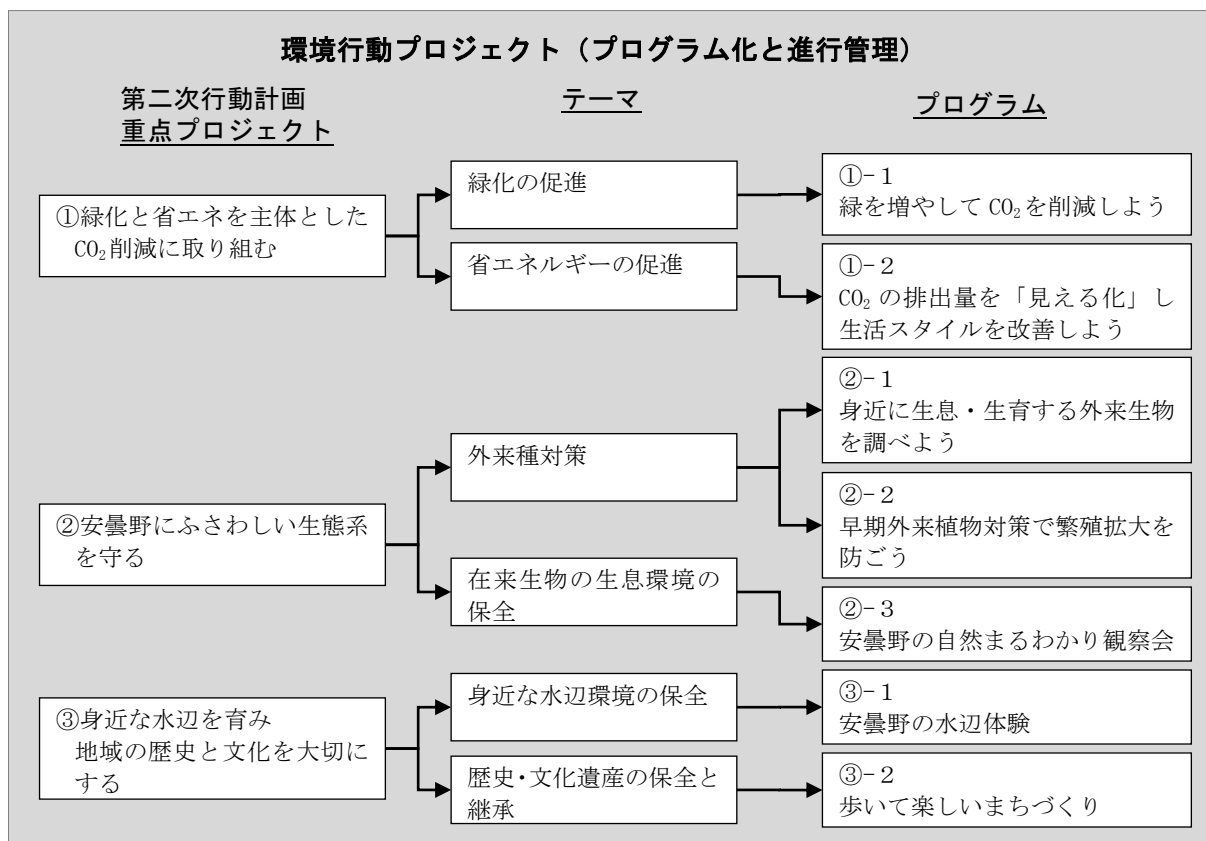 環境行動プロジェクト（プログラム化と進行管理）
第二次行動計画
重点プロジェクト
テーマ
プログラム
①緑化と省エネを主体とした
CO₂削減に取り組む
緑化の促進
省エネルギーの促進
①-１
緑を増やして CO₂を削減しよう
①-２
CO₂ の排出量を「見える化」し
生活スタイルを改善しよう
②安曇野にふさわしい生態系
を守る
外来種対策
在来生物の生息環境の
保全
②-１
身近に生息・生育する外来生物
を調べよう
②-２
早期外来植物対策で繁殖拡大を
防ごう
②-３
安曇野の自然まるわかり観察会
③身近な水辺を育み
地域の歴史と文化を大切に
する
身近な水辺環境の保全
歴史・文化遺産の保全と
継承
③-１
安曇野の水辺体験
③-２
歩いて楽しいまちづくり